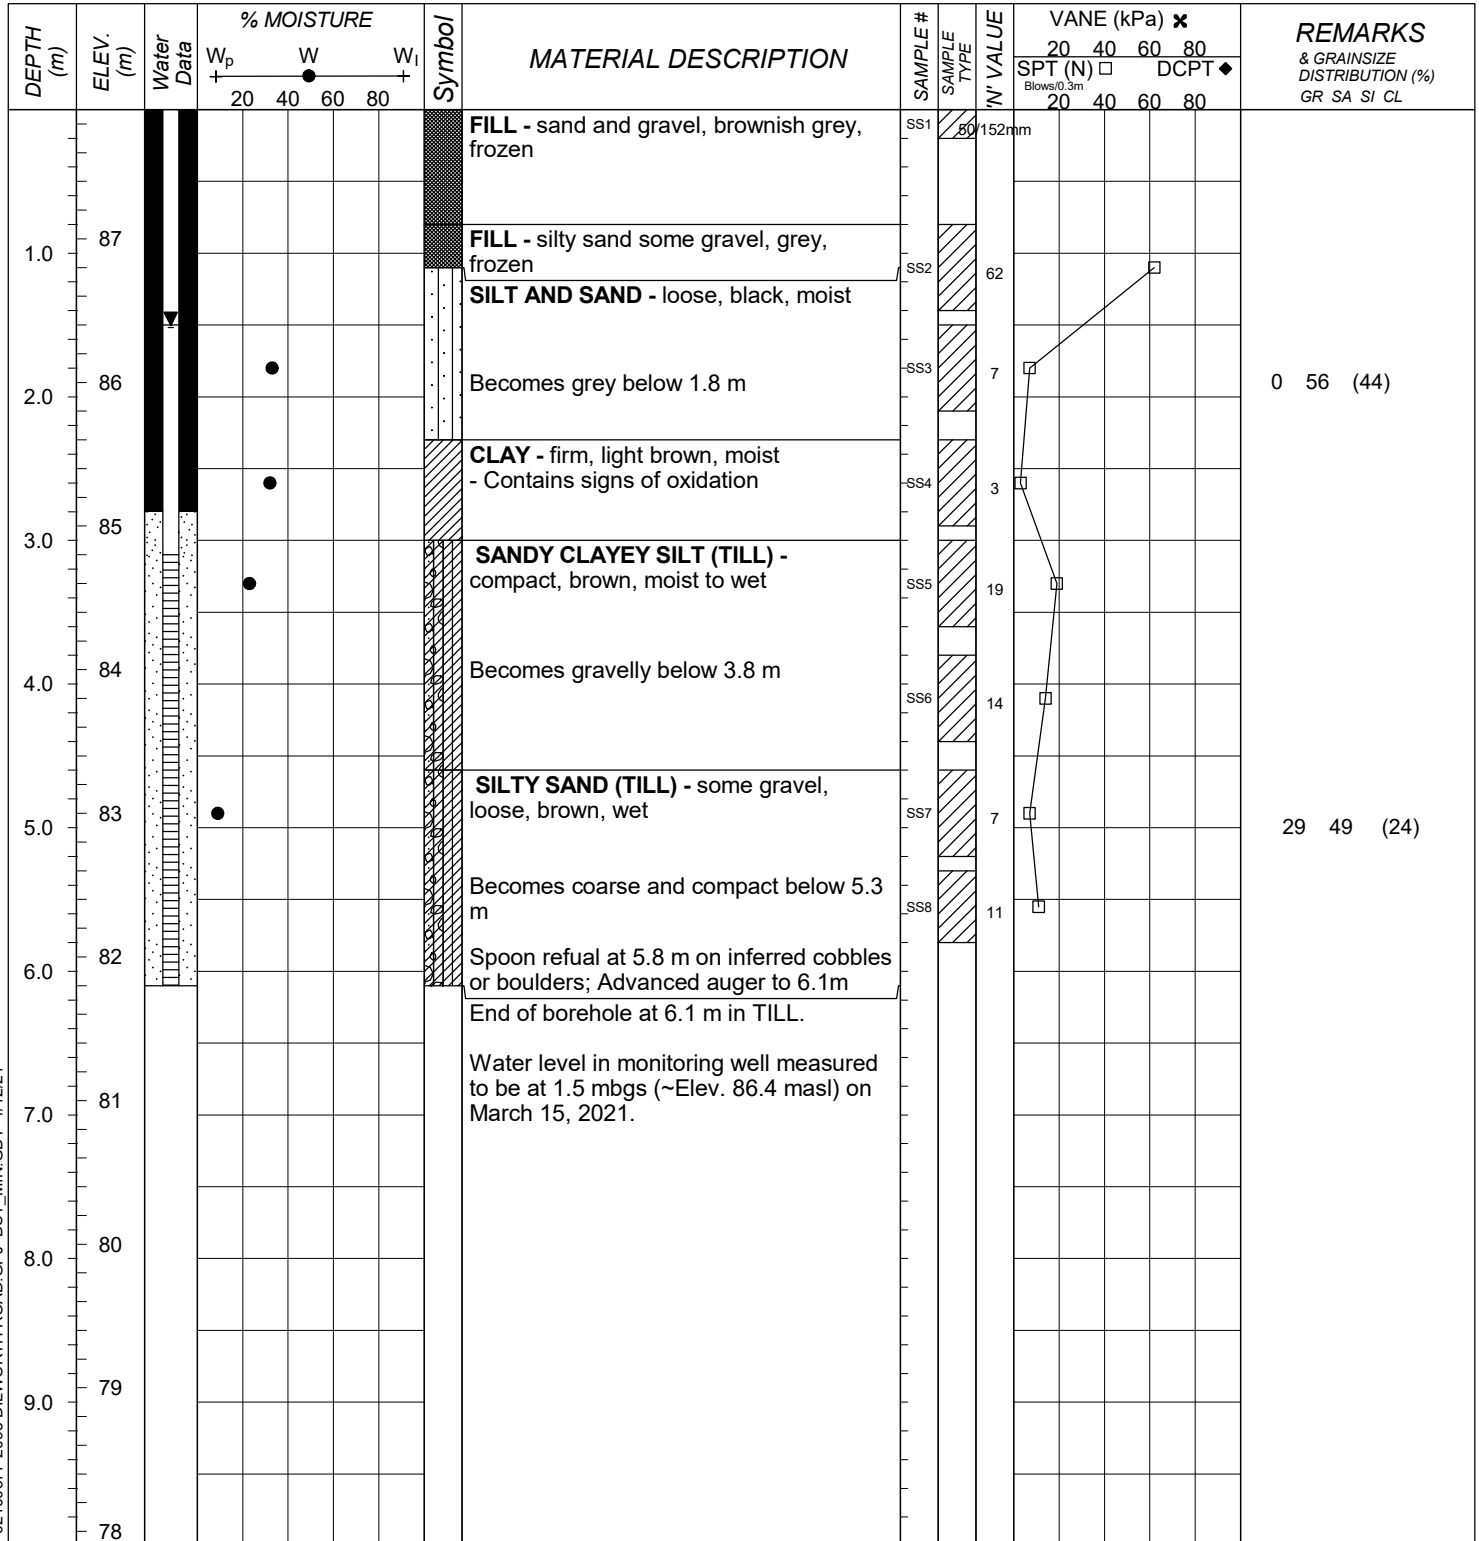 DEPTH (m)
ELEV. (m)
Water Data
% MOISTURE
Wp W Wl
20 40 60 80
Symbol
MATERIAL DESCRIPTION
SAMPLE #
SAMPLE TYPE
'N' VALUE
VANE (kPa)
20 40 60 80
SPT (N) DCPT
Blows/0.3m
20 40 60 80
REMARKS
& GRAINSIZE
DISTRIBUTION (%)
GR SA SI CL
FILL - sand and gravel, brownish grey, SS1
50/152mm
frozen
87
FILL - silty sand some gravel, grey,
1.0
frozen SS2 62
SILT AND SAND - loose, black, moist
SS3 7
86 Becomes grey below 1.8 m 0 56 (44)
2.0
CLAY - firm, light brown, moist
- Contains signs of oxidation SS4 3
85
3.0
SANDY CLAYEY SILT (TILL) -
compact, brown, moist to wet SS5 19
84 Becomes gravelly below 3.8 m
4.0
SS6 14
SILTY SAND (TILL) - some gravel,
83 loose, brown, wet SS7 7
5.0 29 49 (24)
Becomes coarse and compact below 5.3
m SS8 11
82 Spoon refual at 5.8 m on inferred cobbles
6.0 or boulders; Advanced auger to 6.1m
End of borehole at 6.1 m in TILL.
Water level in monitoring well measured
to be at 1.5 mbgs (~Elev. 86.4 masl) on
81
7.0 March 15, 2021.
80
8.0
79
9.0
78